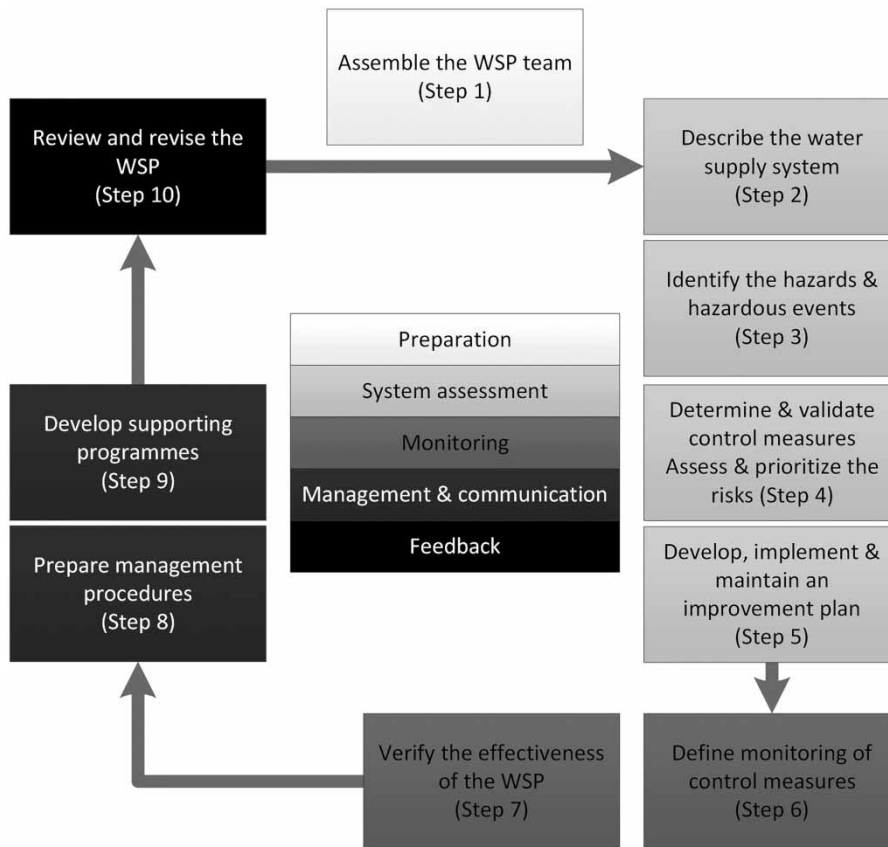 Assemble the WSP team
(Step 1)
Describe the water
supply system
(Step 2)
Identify the hazards &
hazardous events
(Step 3)
Determine & validate
control measures
Assess & prioritize the
risks (Step 4)
Develop, implement &
maintain an
improvement plan
(Step 5)
Define monitoring of
control measures
(Step 6)
Verify the effectiveness
of the WSP
(Step 7)
Prepare management
procedures
(Step 8)
Develop supporting
programmes
(Step 9)
Review and revise the
WSP
(Step 10)
Preparation
System assessment
Monitoring
Management & communication
Feedback